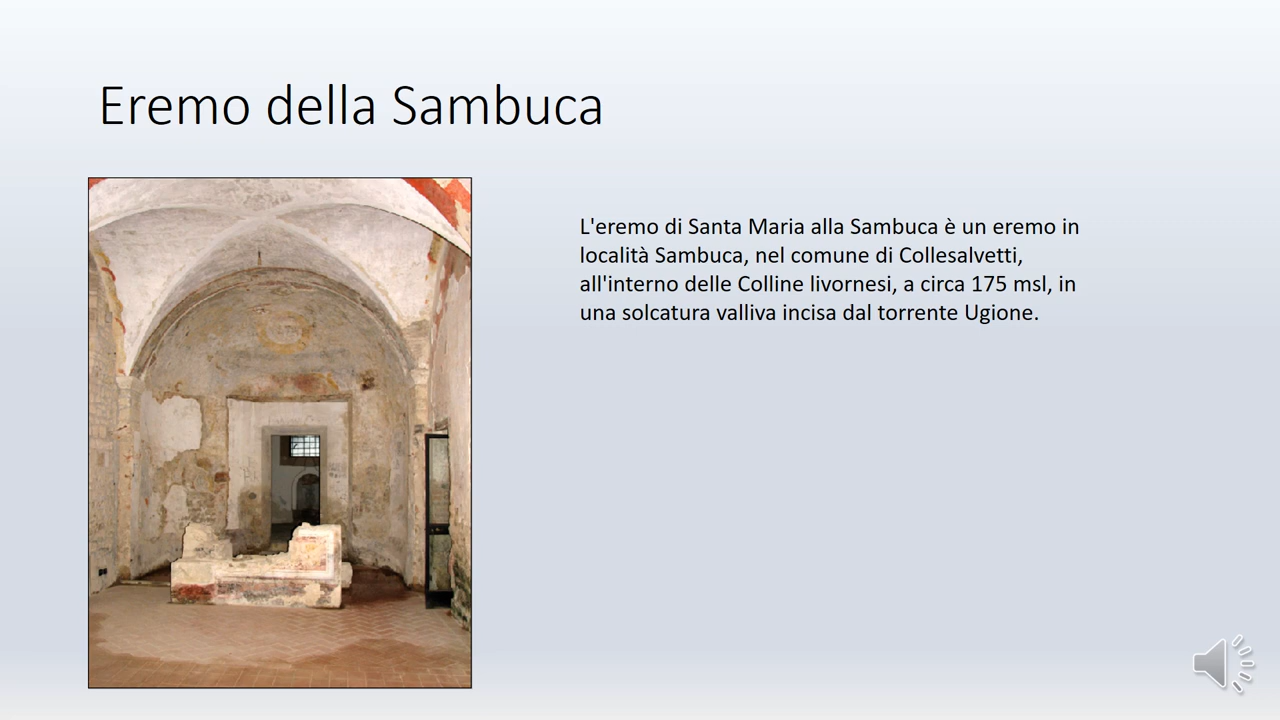 Eremo della Sambuca
L'eremo di Santa Maria alla Sambuca è un eremo in
località Sambuca, nel comune di Collesalvetti,
all'interno delle Colline livornesi, a circa 175 msl, in
una solcatura valliva incisa dal torrente Ugione.